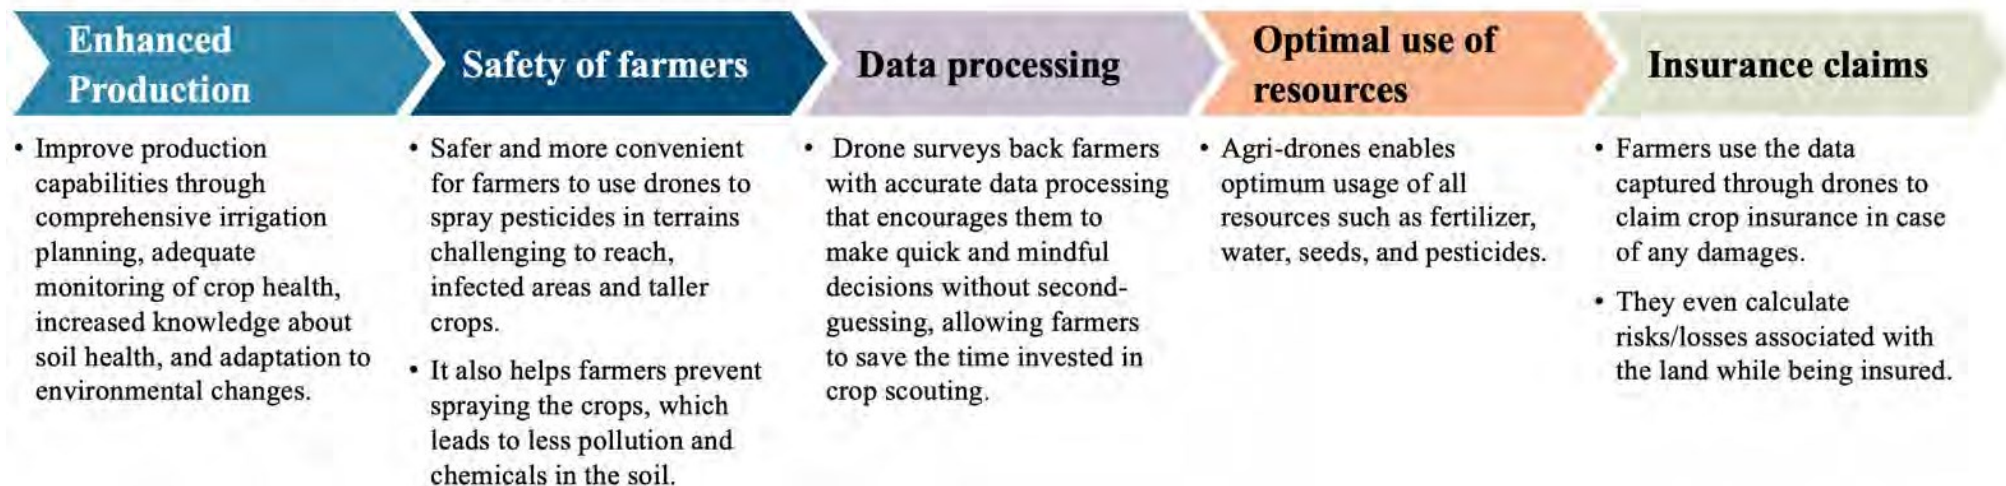 Enhanced
Production
• Improve production
capabilities through
comprehensive irrigation
planning, adequate
monitoring of crop health,
increased knowledge about
soil health, and adaptation to
environmental changes.
Safety of farmers
• Safer and more convenient
for farmers to use drones to
spray pesticides in terrains
challenging to reach,
infected areas and taller
crops.
• It also helps farmers prevent
spraying the crops, which
leads to less pollution and
chemicals in the soil.
Data processing
• Drone surveys back farmers
with accurate data processing
that encourages them to
make quick and mindful
decisions without second-
guessing, allowing farmers
to save the time invested in
crop scouting.
Optimal use of
resources
• Agri-drones enables
optimum usage of all
resources such as fertilizer,
water, seeds, and pesticides.
Insurance claims
• Farmers use the data
captured through drones to
claim crop insurance in case
of any damages.
• They even calculate
risks/losses associated with
the land while being insured.